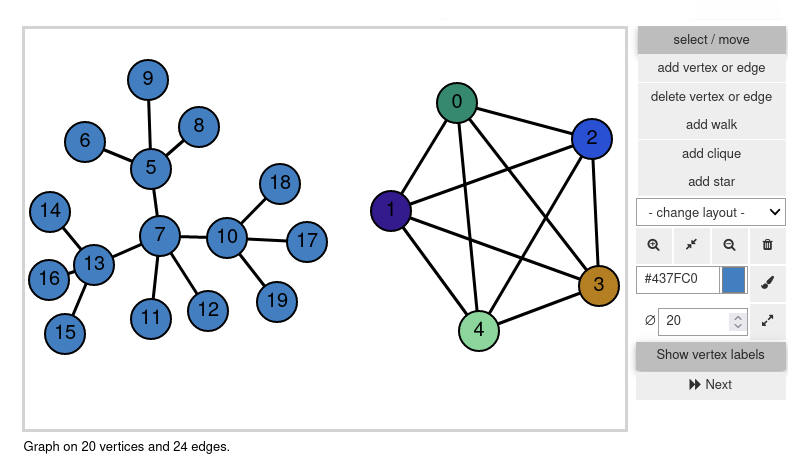 9
8
6
5
14
7
10
18
17
13
16
15
11
12
19
0
2
1
3
4
select / move
add vertex or edge
delete vertex or edge
add walk
add clique
add star
- change layout -
#437FC0
∅ 20
Show vertex labels
Next
Graph on 20 vertices and 24 edges.